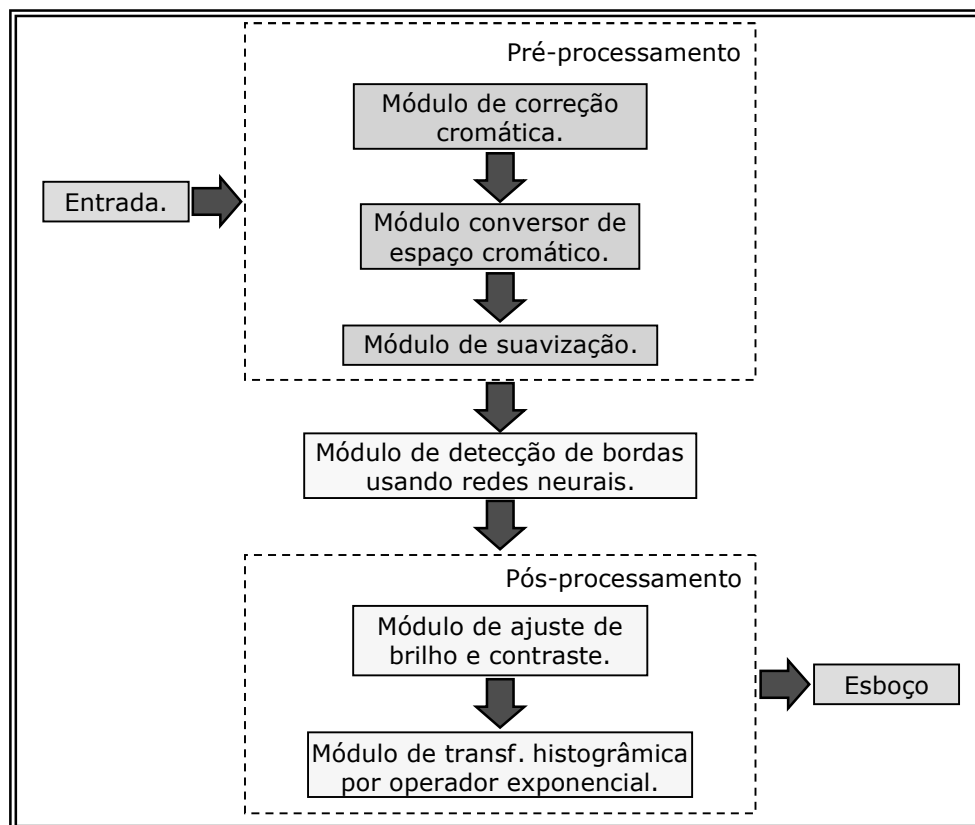 Pré-processamento
Módulo de correção
cromática.
Entrada.
Módulo conversor de
espaço cromático.
Módulo de suavização.
Módulo de detecção de bordas
usando redes neurais.
Pós-processamento
Módulo de ajuste de
brilho e contraste.
Esboço
Módulo de transf. histogrâmica
por operador exponencial.